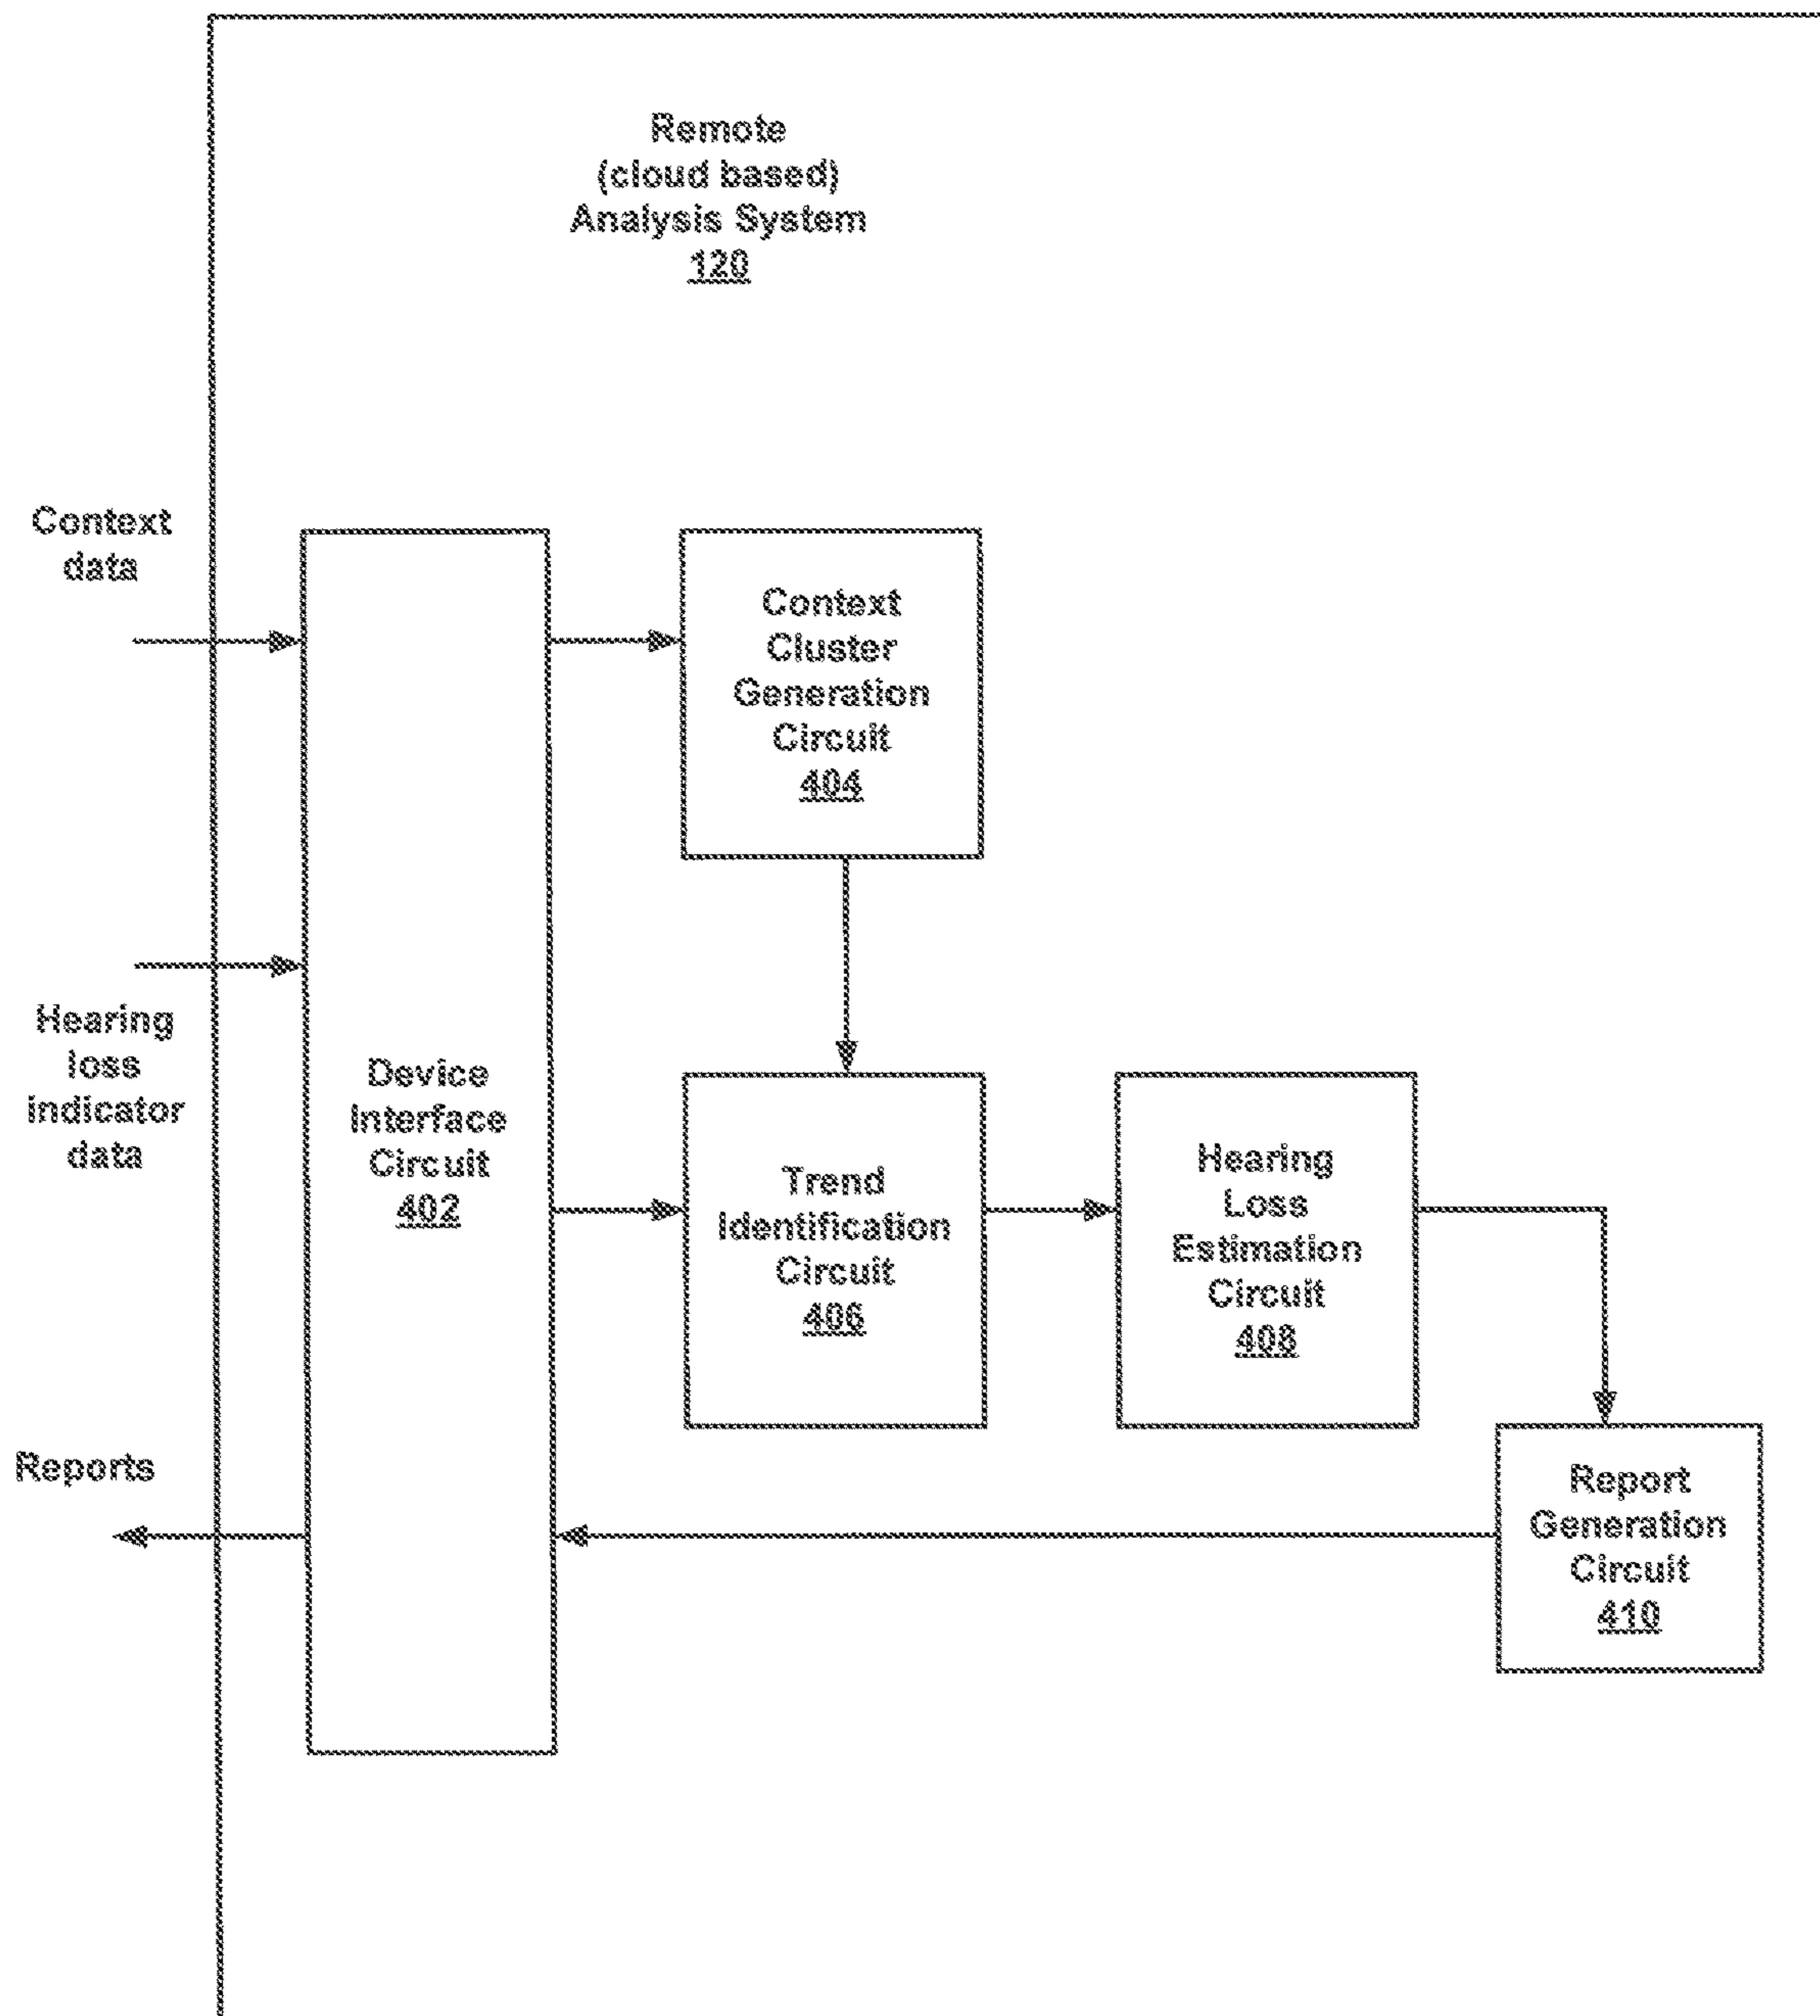 Remote
(cloud based)
Analysis System
120
Context
data
Context
Cluster
Generation
Circuit
404
Hearing
loss
indicator
data
Device
Interface
Circuit
402
Trend
Identification
Circuit
406
Hearing
Loss
Estimation
Circuit
408
Reports
Report
Generation
Circuit
410